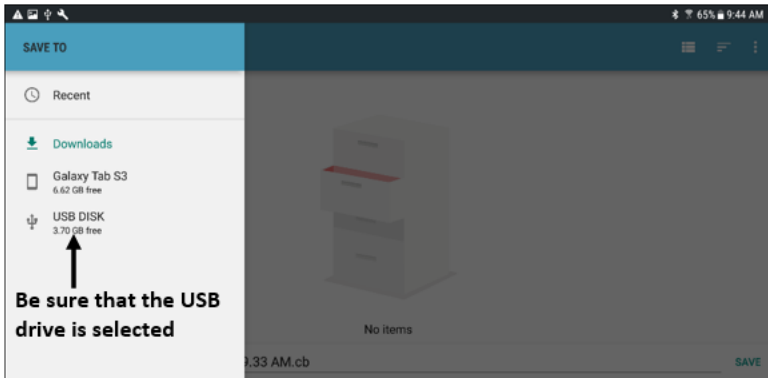 65% 9:44 AM
SAVE TO
Recent
Downloads
Galaxy Tab S3
6.62 GB free
USB DISK
3.70 GB free
Be sure that the USB
drive is selected
No items
9.33 AM.cb
SAVE